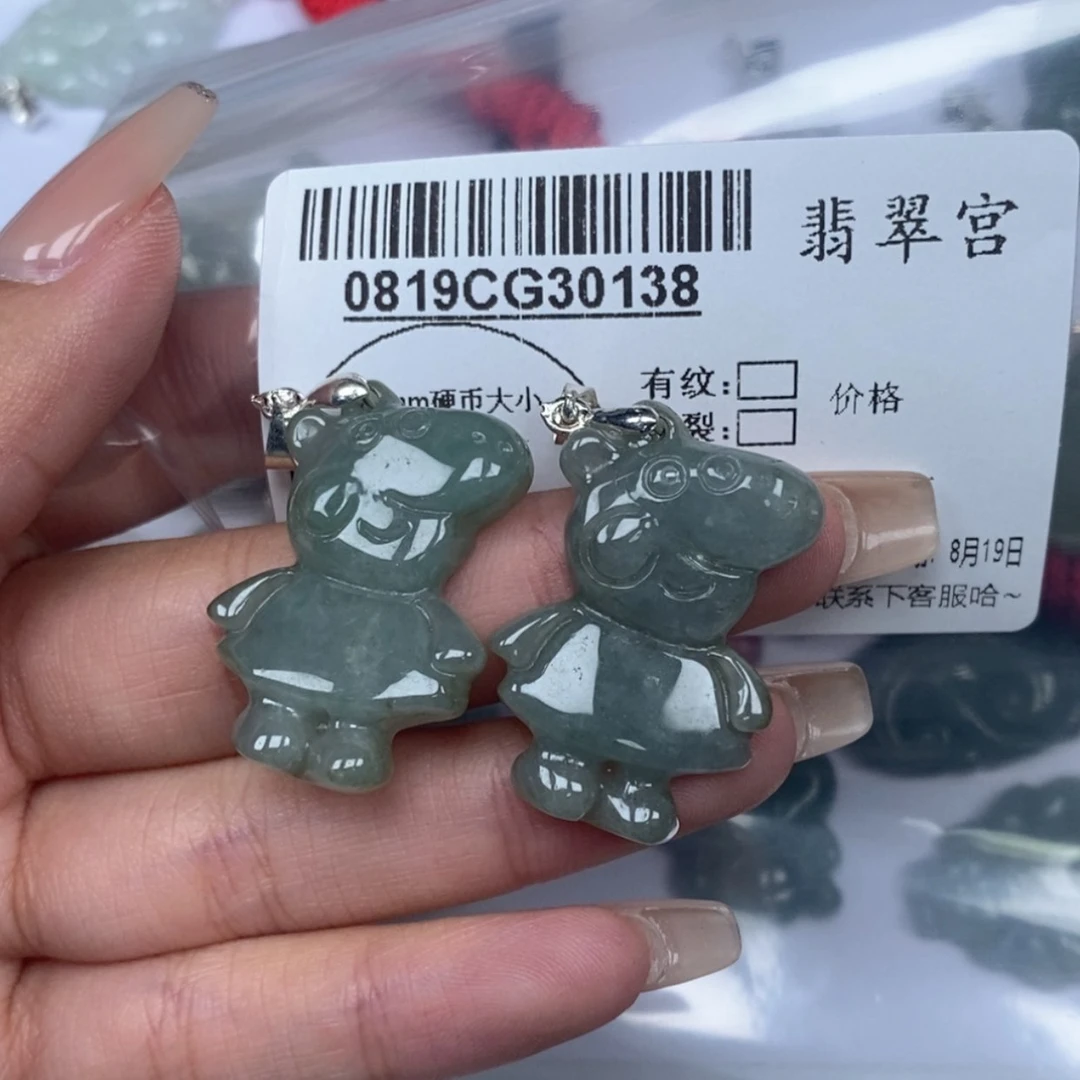 翡翠宫
0819CG30138
mm硬币大小
有纹:
价格
裂:
8月19日
联系下客服哈~